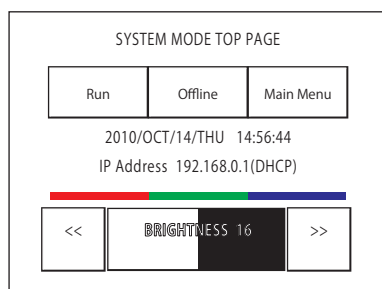 SYSTEM MODE TOP PAGE
Run Offline Main Menu
2010/OCT/14/THU 14:56:44
IP Address 192.168.0.1(DHCP)
<< BRIGHTNESS 16 >>